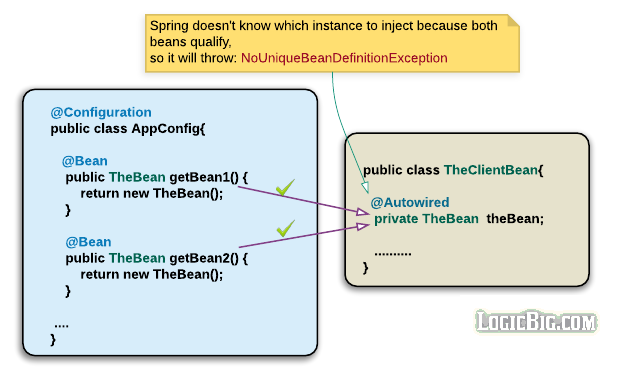 Spring doesn't know which instance to inject because both
beans qualify,
so it will throw: NoUniqueBeanDefinitionException
@Configuration
public class AppConfig{
@Bean
public TheBean getBean1() {
return new TheBean();
}
@Bean
public TheBean getBean2() {
return new TheBean();
}
....
}
public class TheClientBean{
@Autowired
private TheBean theBean;
..........
}
LogicBig.com